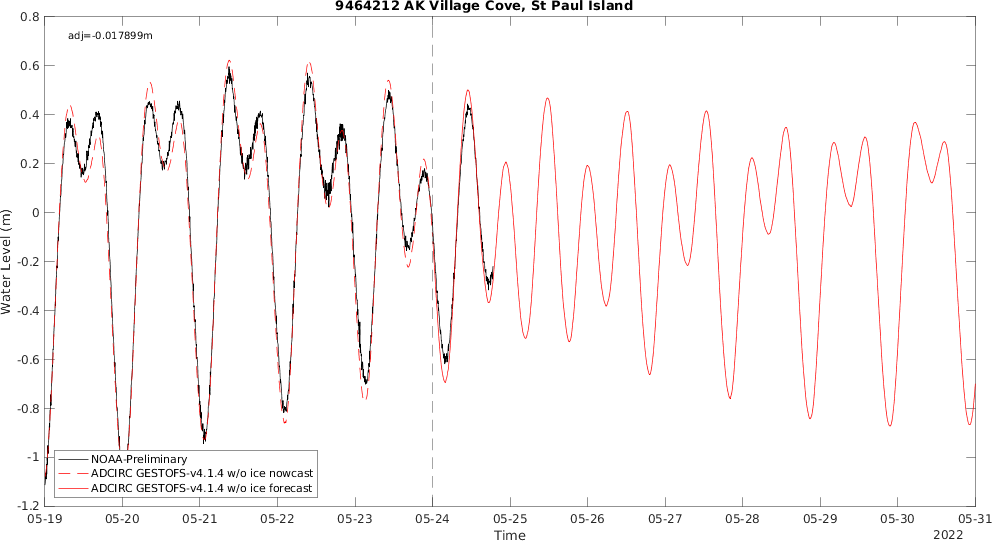 9464212 AK Village Cove, St Paul Island
adj=-0.017899m
0.8
0.6
0.4
0.2
0
-0.2
-0.4
-0.6
-0.8
-1
-1.2
Water Level (m)
NOAA-Preliminary
ADCIRC GESTOFS-v4.1.4 w/o ice nowcast
ADCIRC GESTOFS-v4.1.4 w/o ice forecast
05-19 05-20 05-21 05-22 05-23 05-24 05-25 05-26 05-27 05-28 05-29 05-30 05-31
Time
2022